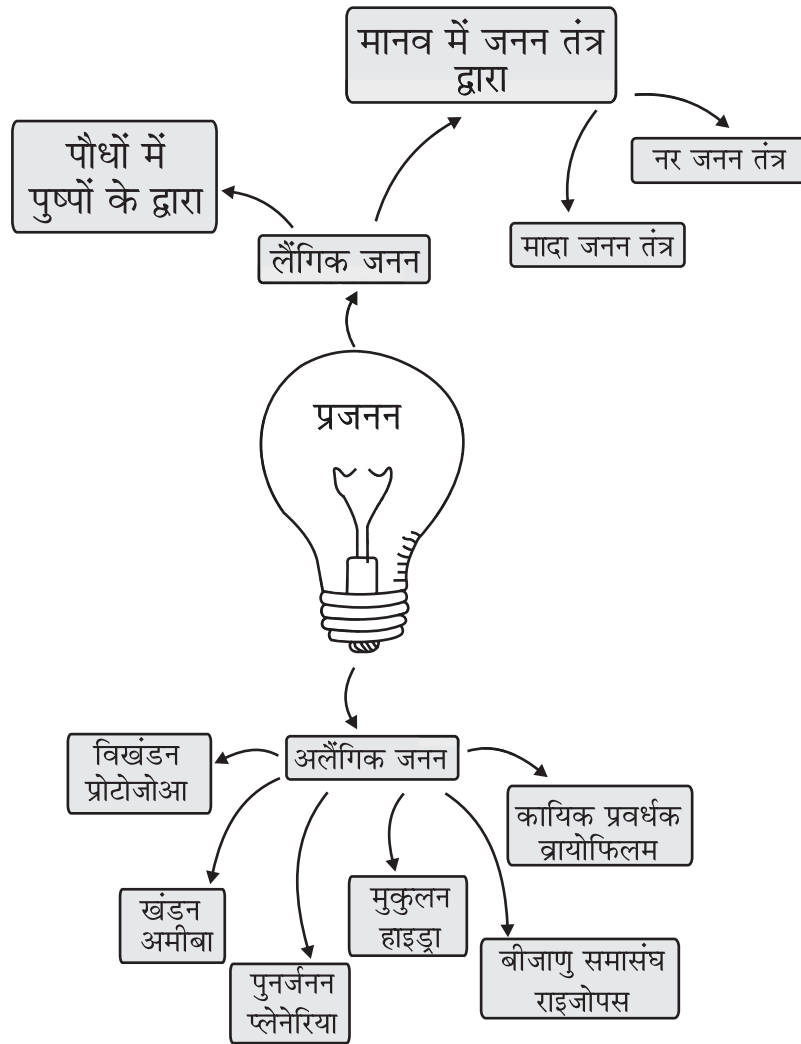 मानव में जनन तंत्र
द्वारा
पौधों में
पुष्पों के द्वारा
नर जनन तंत्र
लैंगिक जनन
मादा जनन तंत्र
प्रजनन
अलैंगिक जनन
विखंडन
प्रोटोजोआ
कायिक प्रवर्धक
व्रायोफिलम
खंडन
अमीबा
मुकुलन
हाइड्रा
पुनर्जनन
प्लेनेरिया
बीजाणु समासंघ
राइजोपस